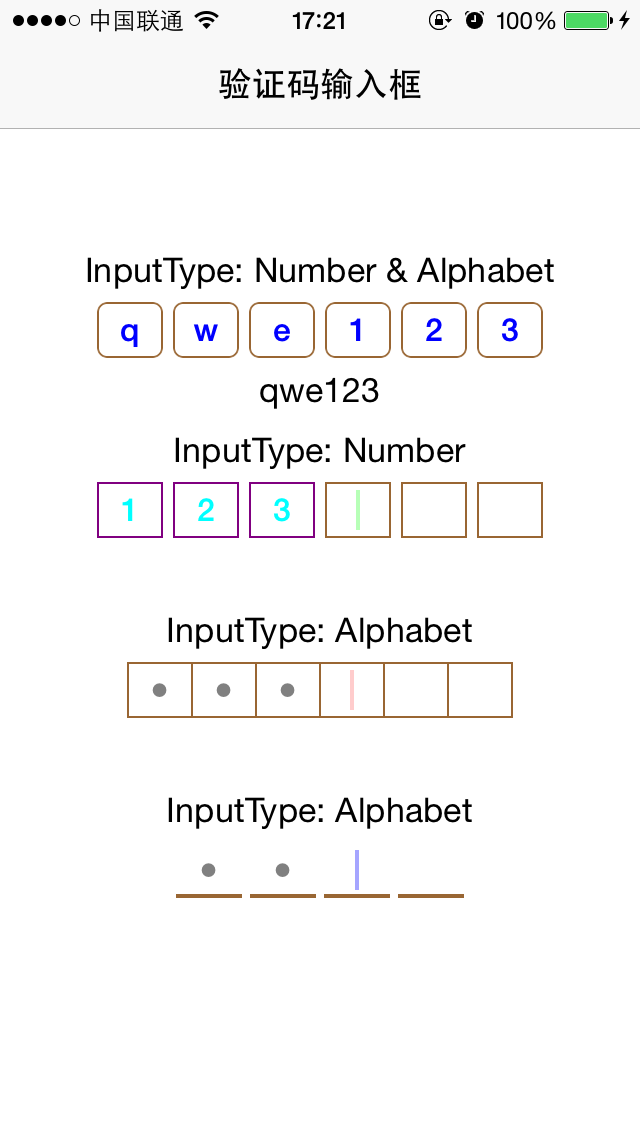 中国联通 17:21 100%
验证码输入框
InputType: Number & Alphabet
q w e 1 2 3
qwe123
InputType: Number
1 2 3
InputType: Alphabet
InputType: Alphabet